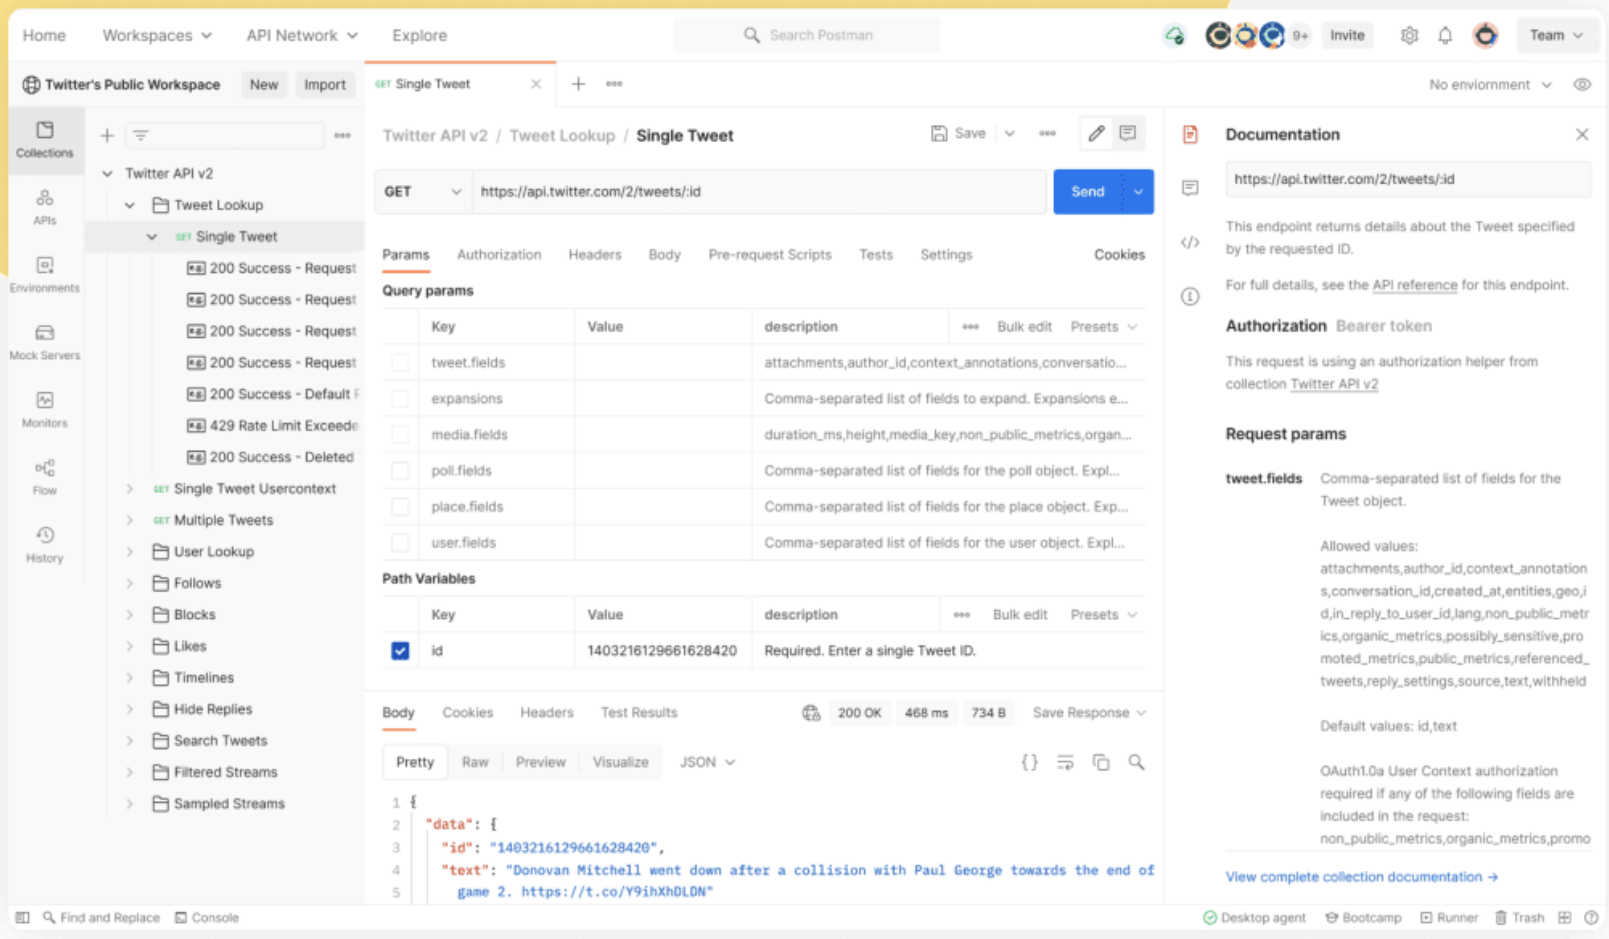 Home
Workspaces
API Network
Explore
Search Postman
9+
Invite
Team
Twitter's Public Workspace
New
Import
GET Single Tweet
No enviornment
Collections
APIs
Environments
Mock Servers
Monitors
Flow
History
Twitter API v2
Tweet Lookup
GET Single Tweet
e.g. 200 Success - Request
e.g. 200 Success - Request
e.g. 200 Success - Request
e.g. 200 Success - Request
e.g. 200 Success - Default
e.g. 429 Rate Limit Exceede
e.g. 200 Success - Deleted
GET Single Tweet Usercontext
GET Multiple Tweets
User Lookup
Follows
Blocks
Likes
Timelines
Hide Replies
Search Tweets
Filtered Streams
Sampled Streams
Twitter API v2 / Tweet Lookup / Single Tweet
Save
GET
https://api.twitter.com/2/tweets/:id
Send
Params Authorization Headers Body Pre-request Scripts Tests Settings Cookies
Query params
Key Value description Bulk edit Presets
tweet.fields attachments,author_id,context_annotations,conversatio...
expansions Comma-separated list of fields to expand. Expansions e...
media.fields duration_ms,height,media_key,non_public_metrics,organ...
poll.fields Comma-separated list of fields for the poll object. Expl...
place.fields Comma-separated list of fields for the place object. Exp...
user.fields Comma-separated list of fields for the user object. Expl...
Path Variables
Key Value description Bulk edit Presets
id 1403216129661628420 Required. Enter a single Tweet ID.
Body Cookies Headers Test Results 200 OK 468 ms 734 B Save Response
Pretty Raw Preview Visualize JSON {}
1 {
2 "data": {
3 "id": "1403216129661628420",
4 "text": "Donovan Mitchell went down after a collision with Paul George towards the end of
5 game 2. https://t.co/Y9ihXhDLDN"
Documentation
https://api.twitter.com/2/tweets/:id
This endpoint returns details about the Tweet specified
by the requested ID.
For full details, see the API reference for this endpoint.
Authorization Bearer token
This request is using an authorization helper from
collection Twitter API v2
Request params
tweet.fields Comma-separated list of fields for the
Tweet object.
Allowed values:
attachments,author_id,context_annotation
s,conversation_id,created_at,entities,geo,i
d,in_reply_to_user_id,lang,non_public_metr
ics,organic_metrics,possibly_sensitive,pro
moted_metrics,public_metrics,referenced_
tweets,reply_settings,source,text,withheld
Default values: id,text
OAuth1.0a User Context authorization
required if any of the following fields are
included in the request:
non_public_metrics,organic_metrics,promo
View complete collection documentation →
Find and Replace
Console
Desktop agent
Bootcamp
Runner
Trash